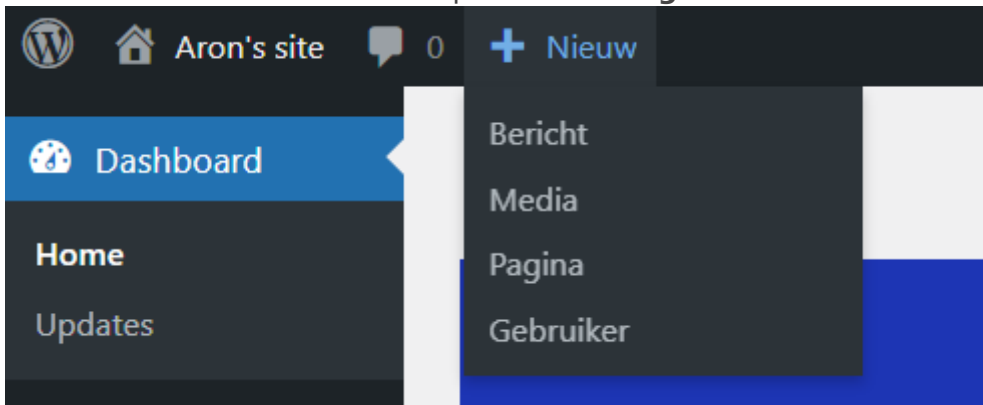 Aron's site 0 + Nieuw
Dashboard
Bericht
Media
Home
Pagina
Updates
Gebruiker